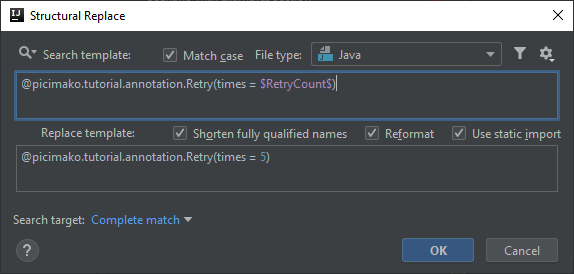 Structural Replace
Search template: Match case File type: Java
@picimako.tutorial.annotation.Retry(times = $RetryCount$)
Replace template: Shorten fully qualified names Reformat Use static import
@picimako.tutorial.annotation.Retry(times = 5)
Search target: Complete match
? OK Cancel